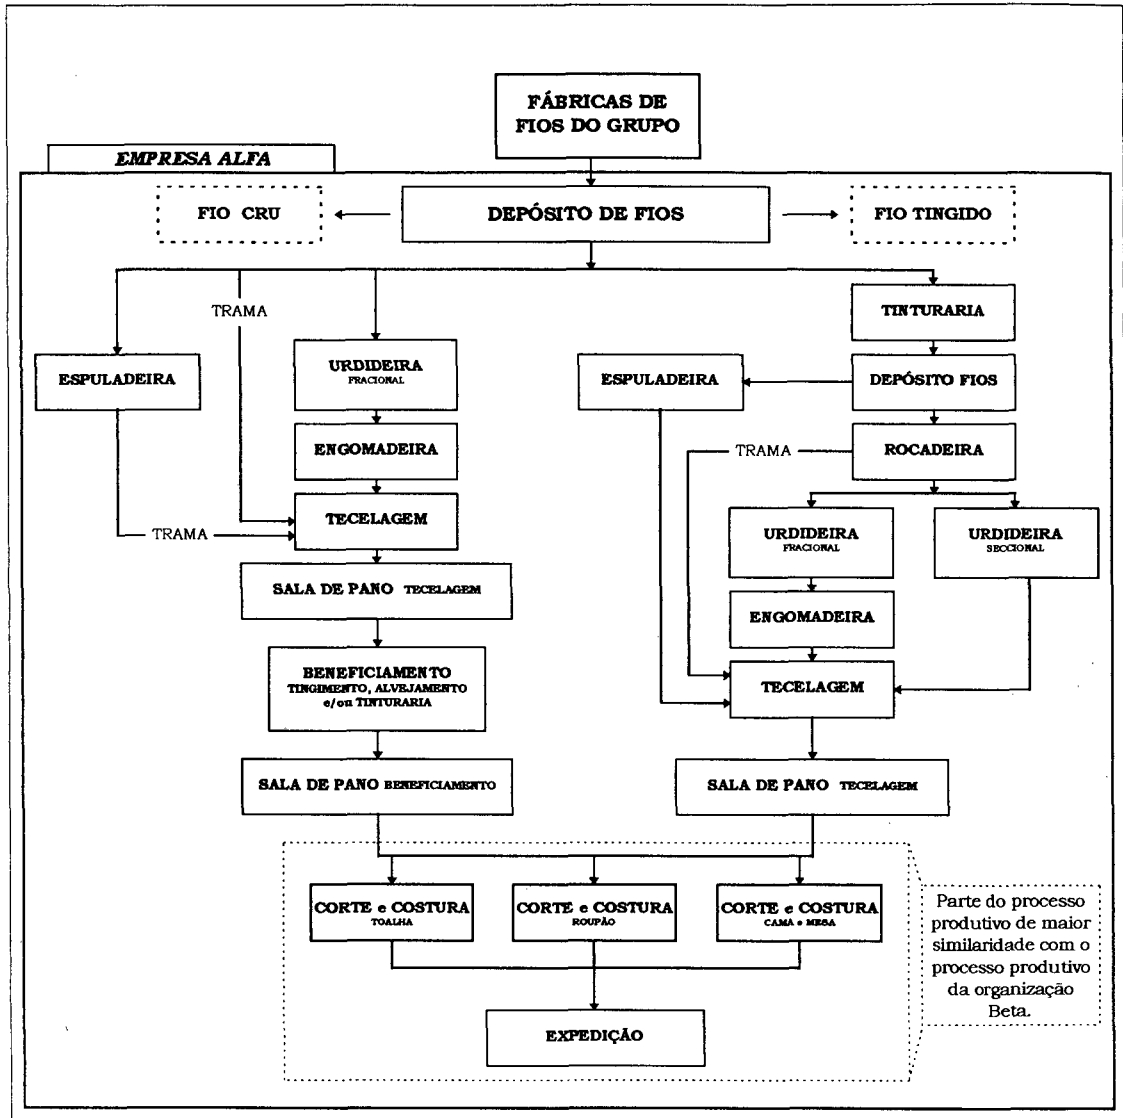 FÁBRICAS DE
FIOS DO GRUPO
EMPRESA ALFA
FIO CRU
DEPÓSITO DE FIOS
FIO TINGIDO
TRAMA
TINTURARIA
ESPULADEIRA
URDIDEIRA
FRACIONAL
ESPULADEIRA
DEPÓSITO FIOS
ENGOMADEIRA
TRAMA
ROCADEIRA
TECELAGEM
TRAMA
URDIDEIRA
FRACIONAL
URDIDEIRA
SECCIONAL
SALA DE PANO TECELAGEM
ENGOMADEIRA
BENEFICIAMENTO
TINGIMENTO, ALVEJAMENTO
e/ou TINTURARIA
TECELAGEM
SALA DE PANO BENEFICIAMENTO
SALA DE PANO TECELAGEM
CORTE e COSTURA
TOALHA
CORTE e COSTURA
ROUPÃO
CORTE e COSTURA
CAMA e MESA
Parte do processo
produtivo de maior
similaridade com o
processo produtivo
da organização
Beta.
EXPEDIÇÃO